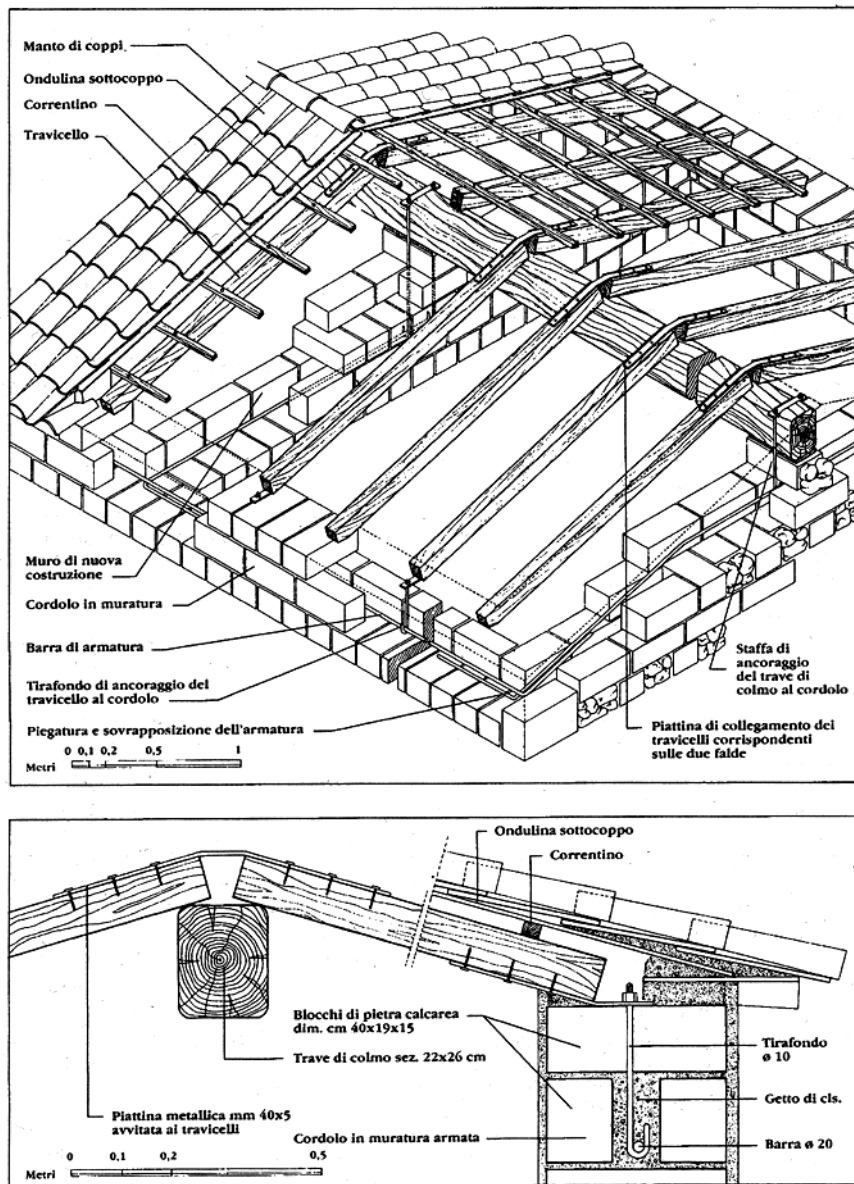 Manto di coppi
Ondulina sottocoppo
Correntino
Travicello
Muro di nuova
costruzione
Cordolo in muratura
Barra di armatura
Tirafondo di ancoraggio del
travicello al cordolo
Piegatura e sovrapposizione dell'armatura
0 0,1 0,2 0,5 1
Metri
Staffa di
ancoraggio
del trave di
colmo al cordolo
Piattina di collegamento dei
travicelli corrispondenti
sulle due falde
Ondulina sottocoppo
Correntino
Blocchi di pietra calcarea
dim. cm 40x19x15
Trave di colmo sez. 22x26 cm
Tirafondo
ø 10
Piattina metallica mm 40x5
avvitata ai travicelli
Getto di cls.
Cordolo in muratura armata
Barra ø 20
0 0,1 0,2 0,5
Metri